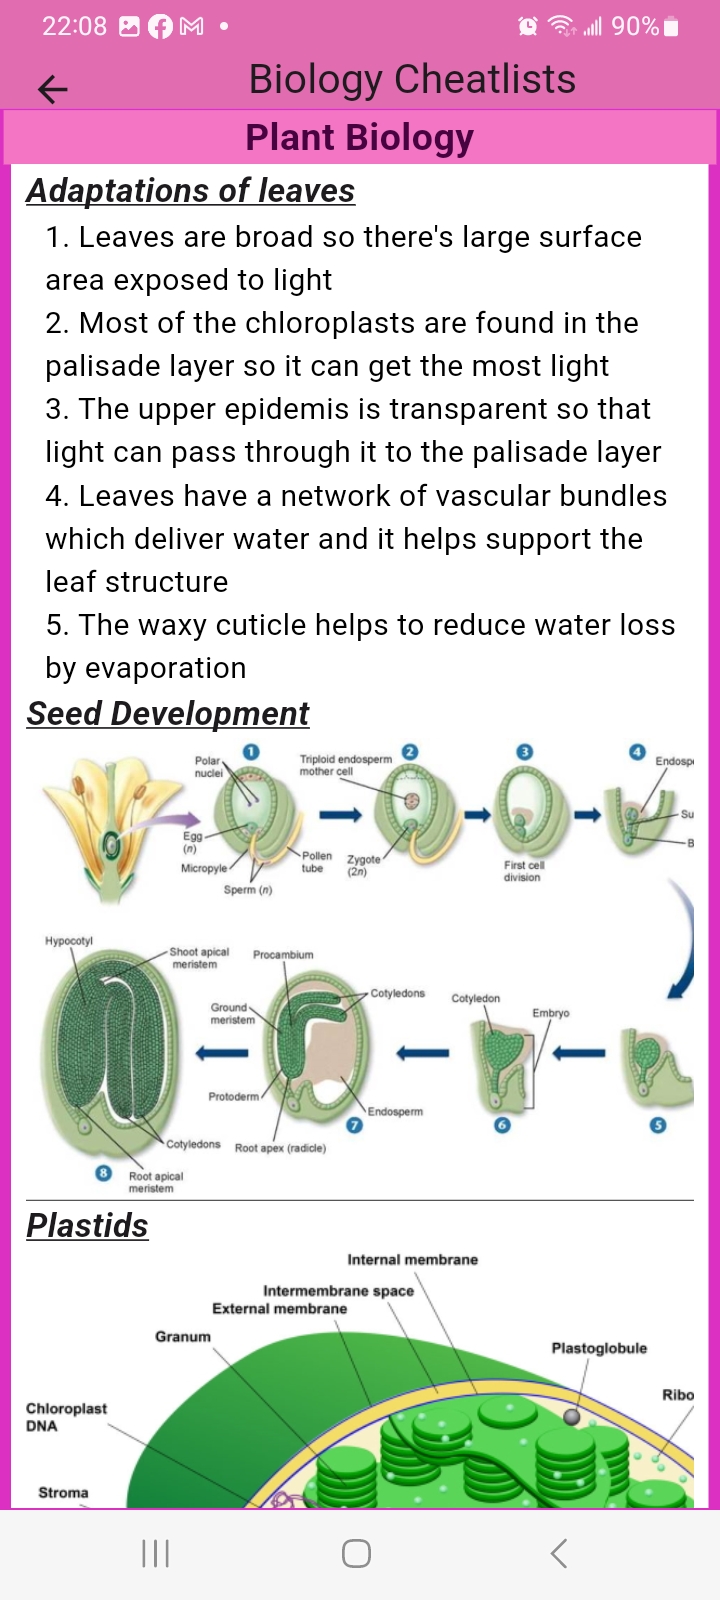 22:08
90%
Biology Cheatlists
Plant Biology
Adaptations of leaves
1. Leaves are broad so there's large surface
area exposed to light
2. Most of the chloroplasts are found in the
palisade layer so it can get the most light
3. The upper epidemis is transparent so that
light can pass through it to the palisade layer
4. Leaves have a network of vascular bundles
which deliver water and it helps support the
leaf structure
5. The waxy cuticle helps to reduce water loss
by evaporation
Seed Development
1
Polar
nuclei
Egg
(n)
Micropyle
Sperm (n)
Pollen
tube
2
Triploid endosperm
mother cell
Zygote
(2n)
3
First cell
division
4
Endosp
Su
B
Hypocotyl
Shoot apical
meristem
Cotyledons
8
Root apical
meristem
Procambium
Ground
meristem
Cotyledons
Protoderm
Endosperm
Root apex (radicle)
7
Cotyledon
Embryo
6
5
Plastids
Internal membrane
Intermembrane space
External membrane
Granum
Plastoglobule
Ribo
Chloroplast
DNA
Stroma